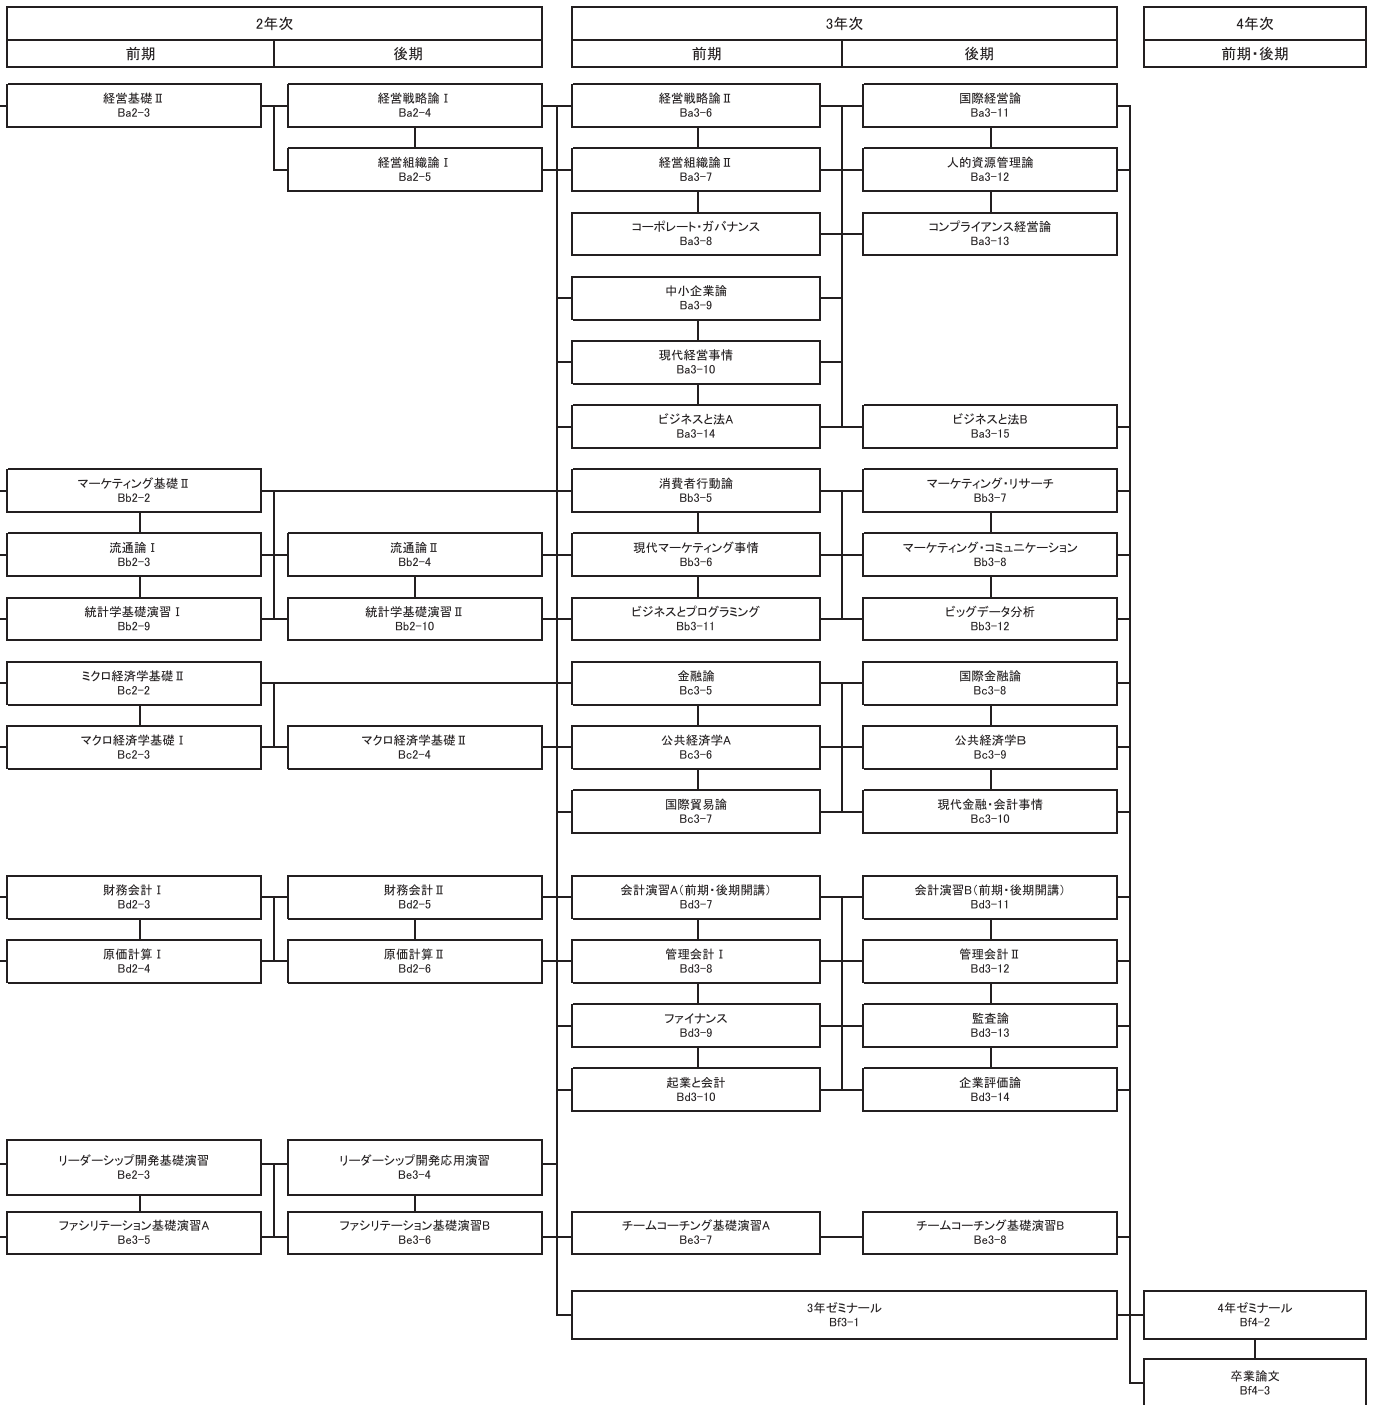 2年次
3年次
4年次
前期
後期
前期
後期
前期・後期
経営基礎Ⅱ
Ba2-3
経営戦略論Ⅰ
Ba2-4
経営戦略論Ⅱ
Ba3-6
国際経営論
Ba3-11
経営組織論Ⅰ
Ba2-5
経営組織論Ⅱ
Ba3-7
人的資源管理論
Ba3-12
コーポレート・ガバナンス
Ba3-8
コンプライアンス経営論
Ba3-13
中小企業論
Ba3-9
現代経営事情
Ba3-10
ビジネスと法A
Ba3-14
ビジネスと法B
Ba3-15
マーケティング基礎Ⅱ
Bb2-2
消費者行動論
Bb3-5
マーケティング・リサーチ
Bb3-7
流通論Ⅰ
Bb2-3
流通論Ⅱ
Bb2-4
現代マーケティング事情
Bb3-6
マーケティング・コミュニケーション
Bb3-8
統計学基礎演習Ⅰ
Bb2-9
統計学基礎演習Ⅱ
Bb2-10
ビジネスとプログラミング
Bb3-11
ビッグデータ分析
Bb3-12
ミクロ経済学基礎Ⅱ
Bc2-2
金融論
Bc3-5
国際金融論
Bc3-8
マクロ経済学基礎Ⅰ
Bc2-3
マクロ経済学基礎Ⅱ
Bc2-4
公共経済学A
Bc3-6
公共経済学B
Bc3-9
国際貿易論
Bc3-7
現代金融・会計事情
Bc3-10
財務会計Ⅰ
Bd2-3
財務会計Ⅱ
Bd2-5
会計演習A(前期・後期開講)
Bd3-7
会計演習B(前期・後期開講)
Bd3-11
原価計算Ⅰ
Bd2-4
原価計算Ⅱ
Bd2-6
管理会計Ⅰ
Bd3-8
管理会計Ⅱ
Bd3-12
ファイナンス
Bd3-9
監査論
Bd3-13
起業と会計
Bd3-10
企業評価論
Bd3-14
リーダーシップ開発基礎演習
Be2-3
リーダーシップ開発応用演習
Be3-4
ファシリテーション基礎演習A
Be3-5
ファシリテーション基礎演習B
Be3-6
チームコーチング基礎演習A
Be3-7
チームコーチング基礎演習B
Be3-8
3年ゼミナール
Bf3-1
4年ゼミナール
Bf4-2
卒業論文
Bf4-3